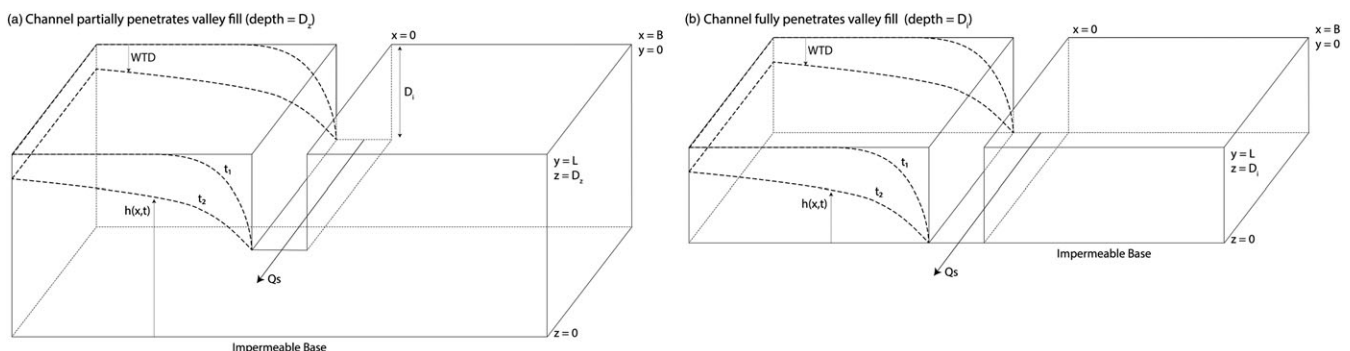 (a) Channel partially penetrates valley fill (depth = Dz)
WTD
x = 0
x = B
y = 0
Di
t1
t2
h(x,t)
y = L
z = Dz
Qs
z = 0
Impermeable Base
(b) Channel fully penetrates valley fill (depth = Di)
WTD
x = 0
x = B
y = 0
t1
t2
h(x,t)
y = L
z = Di
z = 0
Impermeable Base
Qs